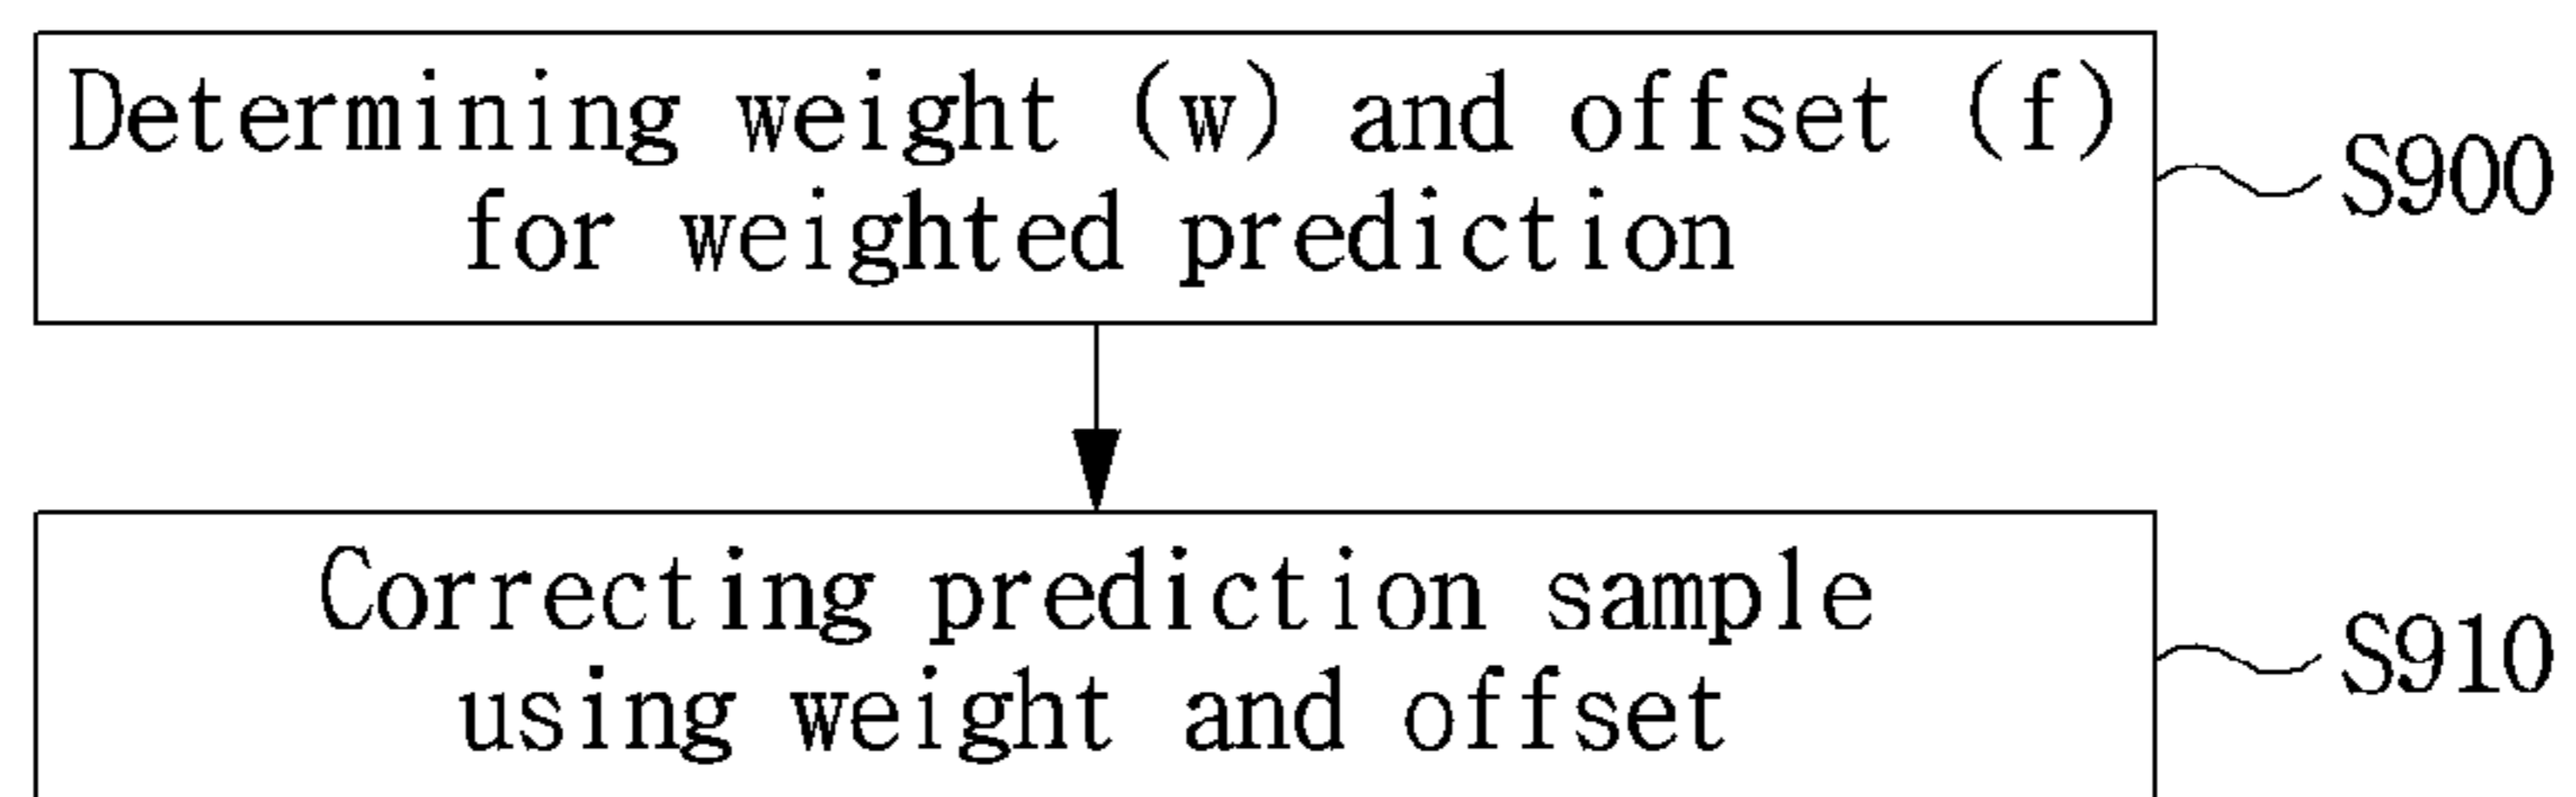 Determining weight (w) and offset (f)
for weighted prediction
S900
Correcting prediction sample
using weight and offset
S910